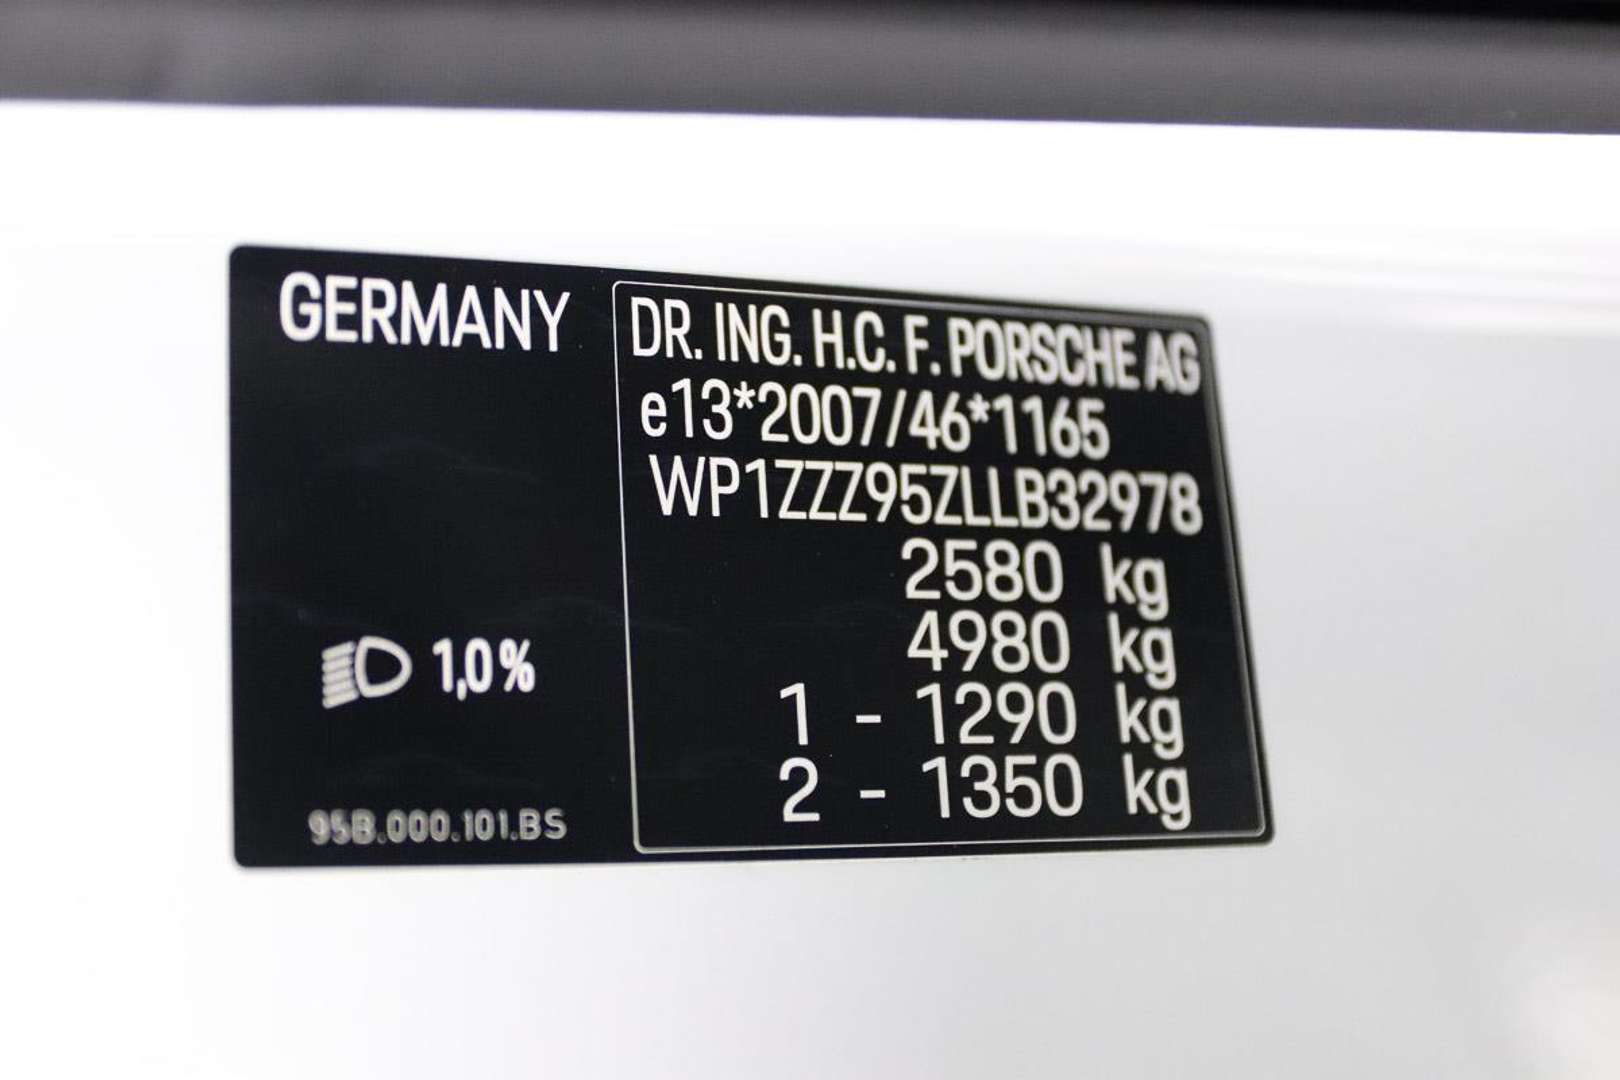 GERMANY
1,0%
95B.000.101.BS
DR. ING. H.C. F. PORSCHE AG
e13*2007/46*1165
WP1ZZZ95ZLLB32978
2580 kg
4980 kg
1 - 1290 kg
2 - 1350 kg